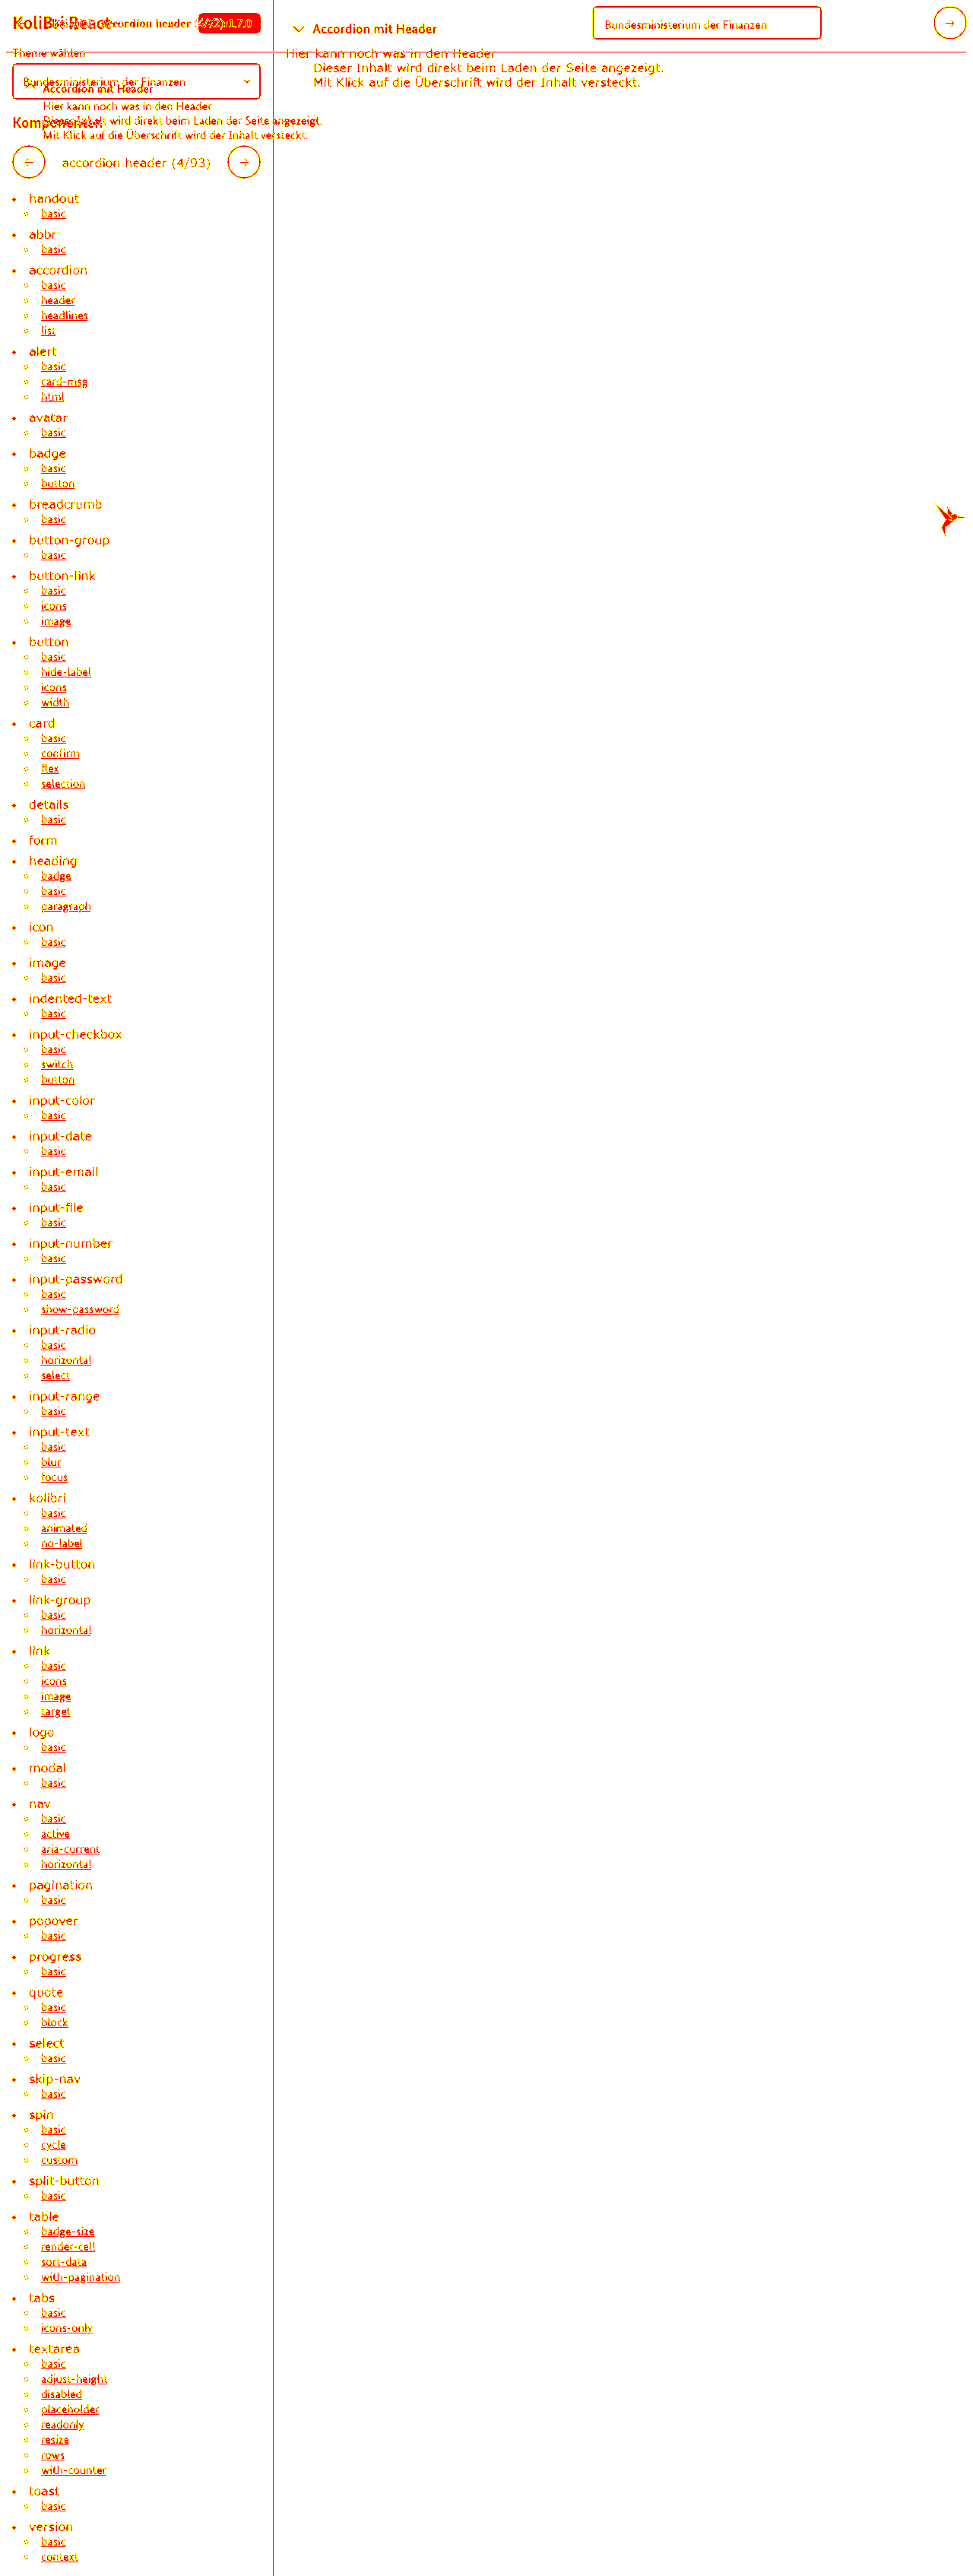 KoliBri React
Accordion header
1.7.0
Accordion mit Header
Bundesministerium der Finanzen
Hier kann noch was in den Header
Theme wählen
Dieser Inhalt wird direkt beim Laden der Seite angezeigt.
Mit Klick auf die Überschrift wird der Inhalt versteckt.
Bundesministerium der Finanzen
Accordion mit Header
Hier kann noch was in den Header
Komponenten
Dieser Inhalt wird direkt beim Laden der Seite angezeigt.
Mit Klick auf die Überschrift wird der Inhalt versteckt.
accordion header (4/93)
handout
basic
abbr
basic
accordion
basic
header
headlines
list
alert
basic
card-msg
html
avatar
basic
badge
basic
button
breadcrumb
basic
button-group
basic
button-link
basic
icons
image
button
basic
hide-label
icons
width
card
basic
confirm
flex
selection
details
basic
form
heading
badge
basic
paragraph
icon
basic
image
basic
indented-text
basic
input-checkbox
basic
switch
button
input-color
basic
input-date
basic
input-email
basic
input-file
basic
input-number
basic
input-password
basic
show-password
input-radio
basic
horizontal
select
input-range
basic
input-text
basic
blur
focus
kolibri
basic
animated
no-label
link-button
basic
link-group
basic
horizontal
link
basic
icons
image
target
logo
basic
modal
basic
nav
basic
active
aria-current
horizontal
pagination
basic
popover
basic
progress
basic
quote
basic
block
select
basic
skip-nav
basic
spin
basic
cycle
custom
split-button
basic
table
badge-size
render-cell
sort-data
with-pagination
tabs
basic
icons-only
textarea
basic
adjust-height
disabled
placeholder
readonly
resize
rows
with-counter
toast
basic
version
basic
context